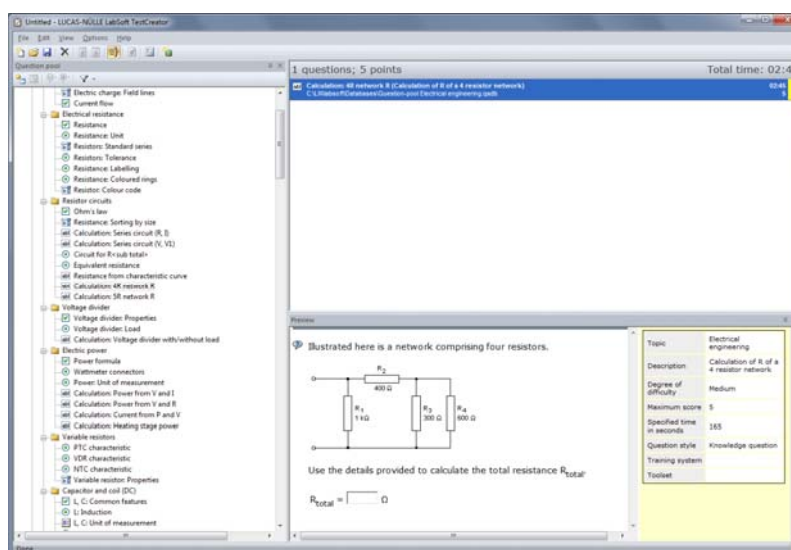 Untitled - LUCAS-NÜLLE LabSoft TestCreator
File Edit View Options Help
Question pool
Electric charge: Field lines
Current flow
Electrical resistance
Resistance
Resistance: Unit
Resistors: Standard series
Resistors: Tolerance
Resistance: Labelling
Resistance: Coloured rings
Resistor: Colour code
Resistor circuits
Ohm's law
Resistance: Sorting by size
Calculation: Series circuit (R, I)
Calculation: Series circuit (V, V1)
Circuit for R<sub total>
Equivalent resistance
Resistance from characteristic curve
Calculation: 4R network R
Calculation: 5R network R
Voltage divider
Voltage divider: Properties
Voltage divider: Load
Calculation: Voltage divider with/without load
Electric power
Power formula
Wattmeter connectors
Power: Unit of measurement
Calculation: Power from V and I
Calculation: Power from V and R
Calculation: Current from P and V
Calculation: Heating stage power
Variable resistors
PTC characteristic
VDR characteristic
NTC characteristic
Variable resistor: Properties
Capacitor and coil (DC)
L, C: Common features
L: Induction
L, C: Unit of measurement
Done
1 questions; 5 points Total time: 02:4
Calculation: 4R network R (Calculation of R of a 4 resistor network) 02:45
5
Preview
Illustrated here is a network comprising four resistors.
R2
400 Ω
R1
1 kΩ
R3
300 Ω
R4
600 Ω
Use the details provided to calculate the total resistance Rtotal.
Rtotal = Ω
Topic Electrical engineering
Description Calculation of R of a 4 resistor network
Degree of difficulty Medium
Maximum score 5
Specified time in seconds 165
Question style Knowledge question
Training system
Toolset